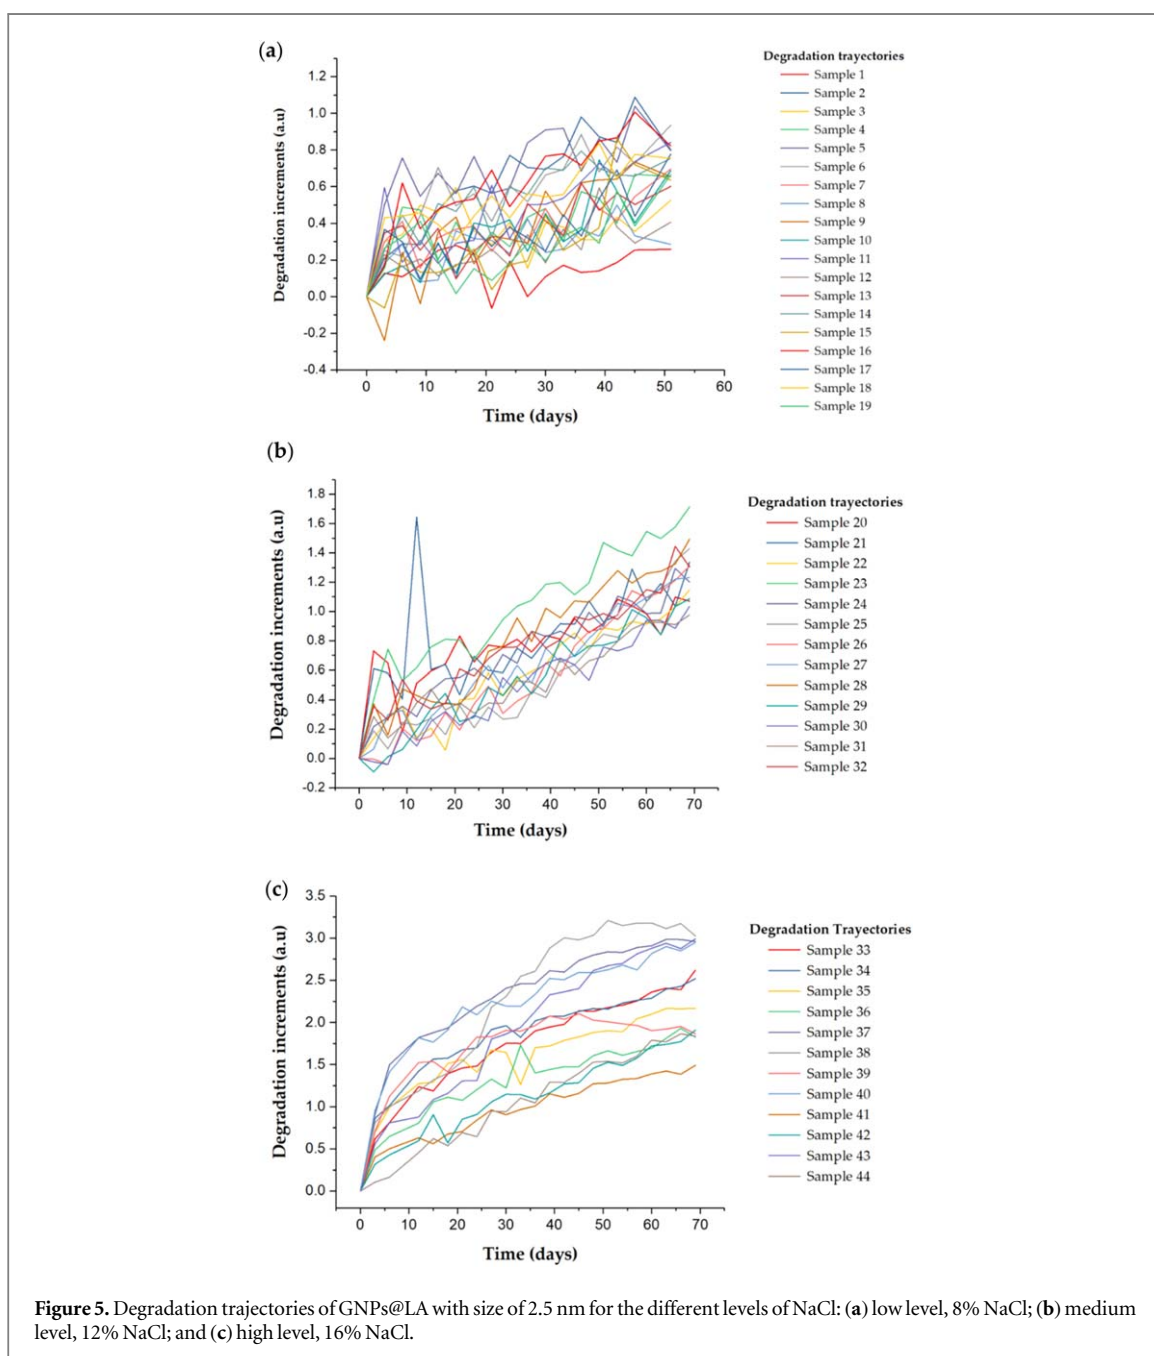 (a)
Degradation increments (a.u)
1.2
1.0
0.8
0.6
0.4
0.2
0.0
-0.2
-0.4
0 10 20 30 40 50 60
Time (days)
Degradation trayectories
Sample 1
Sample 2
Sample 3
Sample 4
Sample 5
Sample 6
Sample 7
Sample 8
Sample 9
Sample 10
Sample 11
Sample 12
Sample 13
Sample 14
Sample 15
Sample 16
Sample 17
Sample 18
Sample 19
(b)
Degradation increments (a.u)
1.8
1.6
1.4
1.2
1.0
0.8
0.6
0.4
0.2
0.0
-0.2
0 10 20 30 40 50 60 70
Time (days)
Degradation trayectories
Sample 20
Sample 21
Sample 22
Sample 23
Sample 24
Sample 25
Sample 26
Sample 27
Sample 28
Sample 29
Sample 30
Sample 31
Sample 32
(c)
Degradation increments (a.u)
3.5
3.0
2.5
2.0
1.5
1.0
0.5
0.0
0 10 20 30 40 50 60 70
Time (days)
Degradation Trayectories
Sample 33
Sample 34
Sample 35
Sample 36
Sample 37
Sample 38
Sample 39
Sample 40
Sample 41
Sample 42
Sample 43
Sample 44
Figure 5. Degradation trajectories of GNPs@LA with size of 2.5 nm for the different levels of NaCl: (a) low level, 8% NaCl; (b) medium
level, 12% NaCl; and (c) high level, 16% NaCl.